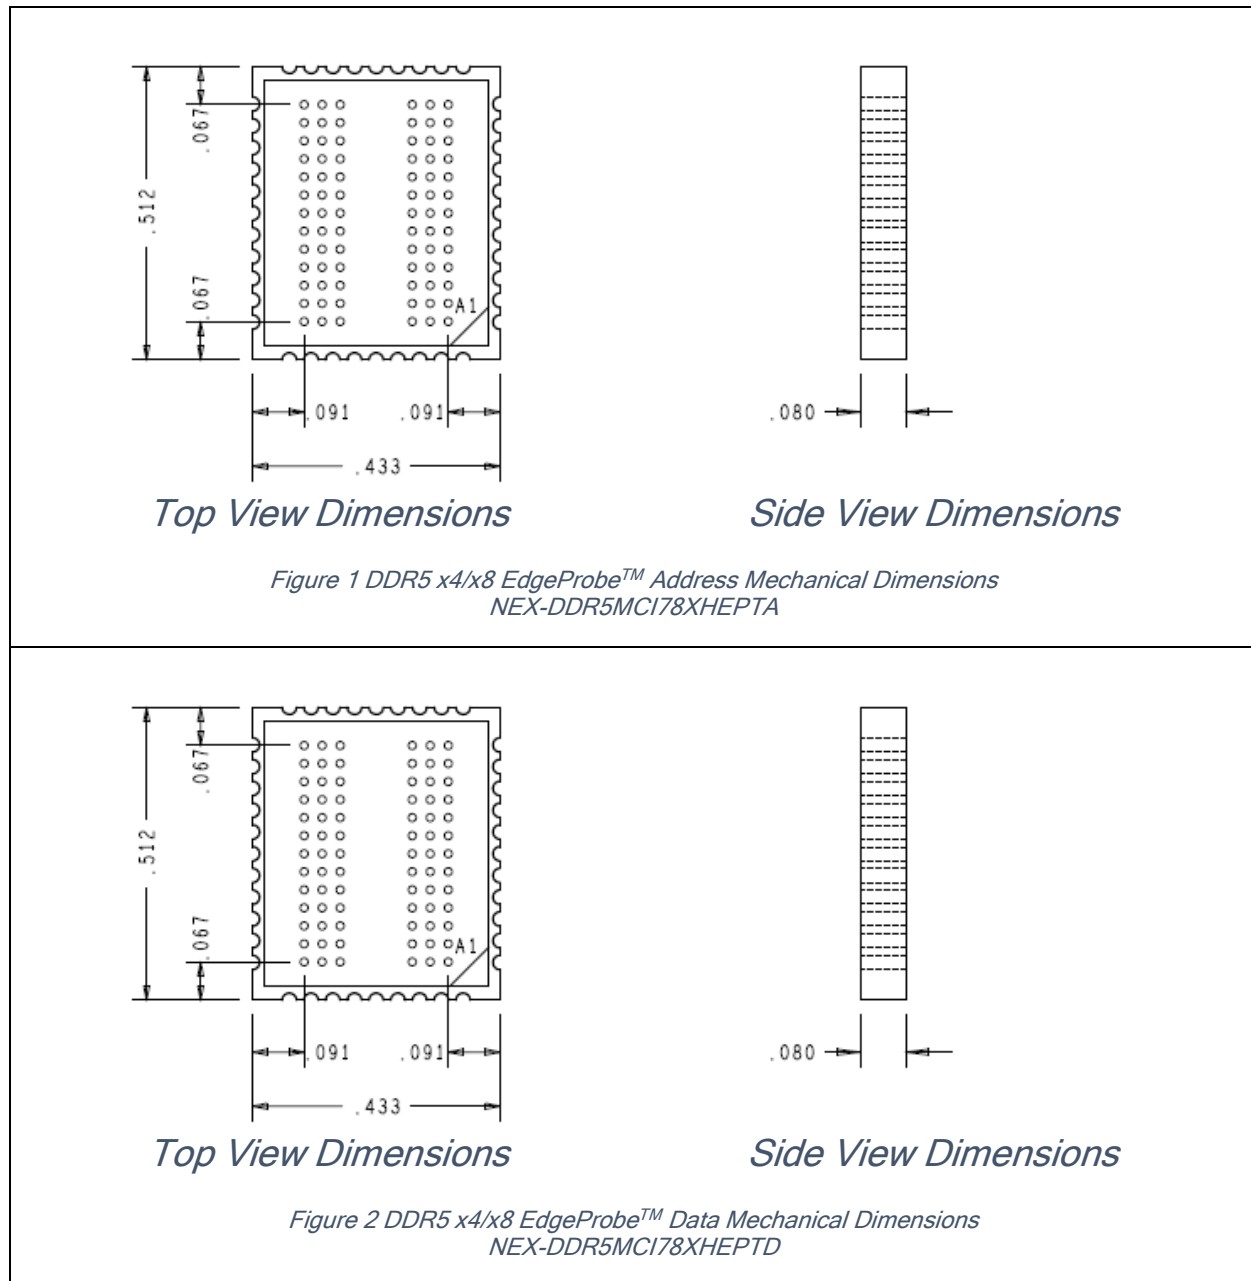 .067
.512
.067
A1
.091
.091
.080
.433
Top View Dimensions
Side View Dimensions
Figure 1 DDR5 x4/x8 EdgeProbe™ Address Mechanical Dimensions
NEX-DDR5MCI78XHEPTA
.067
.512
.067
A1
.091
.091
.080
.433
Top View Dimensions
Side View Dimensions
Figure 2 DDR5 x4/x8 EdgeProbe™ Data Mechanical Dimensions
NEX-DDR5MCI78XHEPTD